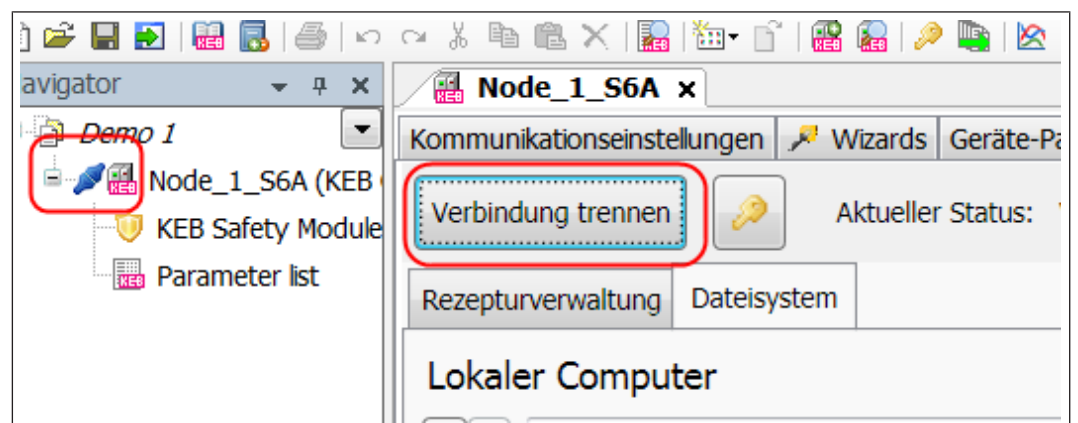 avigator
Node_1_S6A x
Demo 1
Kommunikationseinstellungen Wizards Geräte-Pa
Node_1_S6A (KEB
Verbindung trennen Aktueller Status:
KEB Safety Module
Parameter list
Rezepturverwaltung Dateisystem
Lokaler Computer